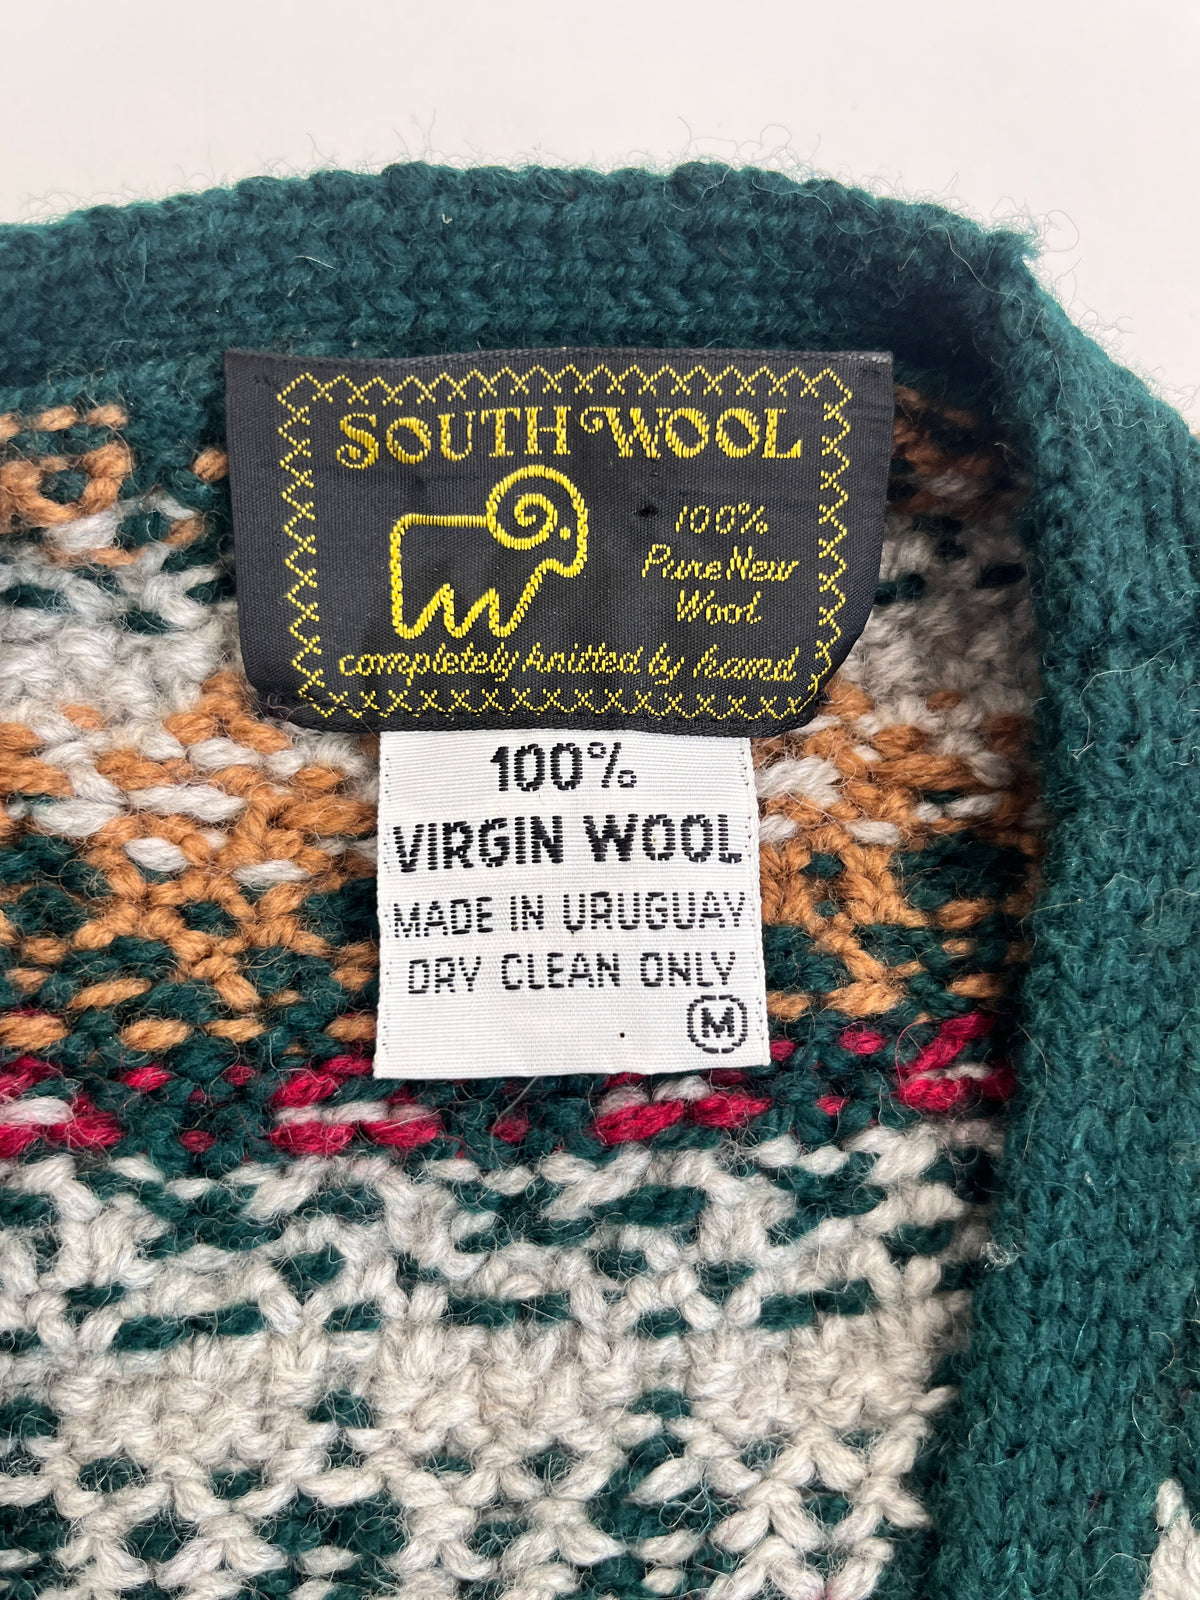 SOUTH WOOL
100%
Pure New
Wool
completely knitted by hand
100%
VIRGIN WOOL
MADE IN URUGUAY
DRY CLEAN ONLY
M